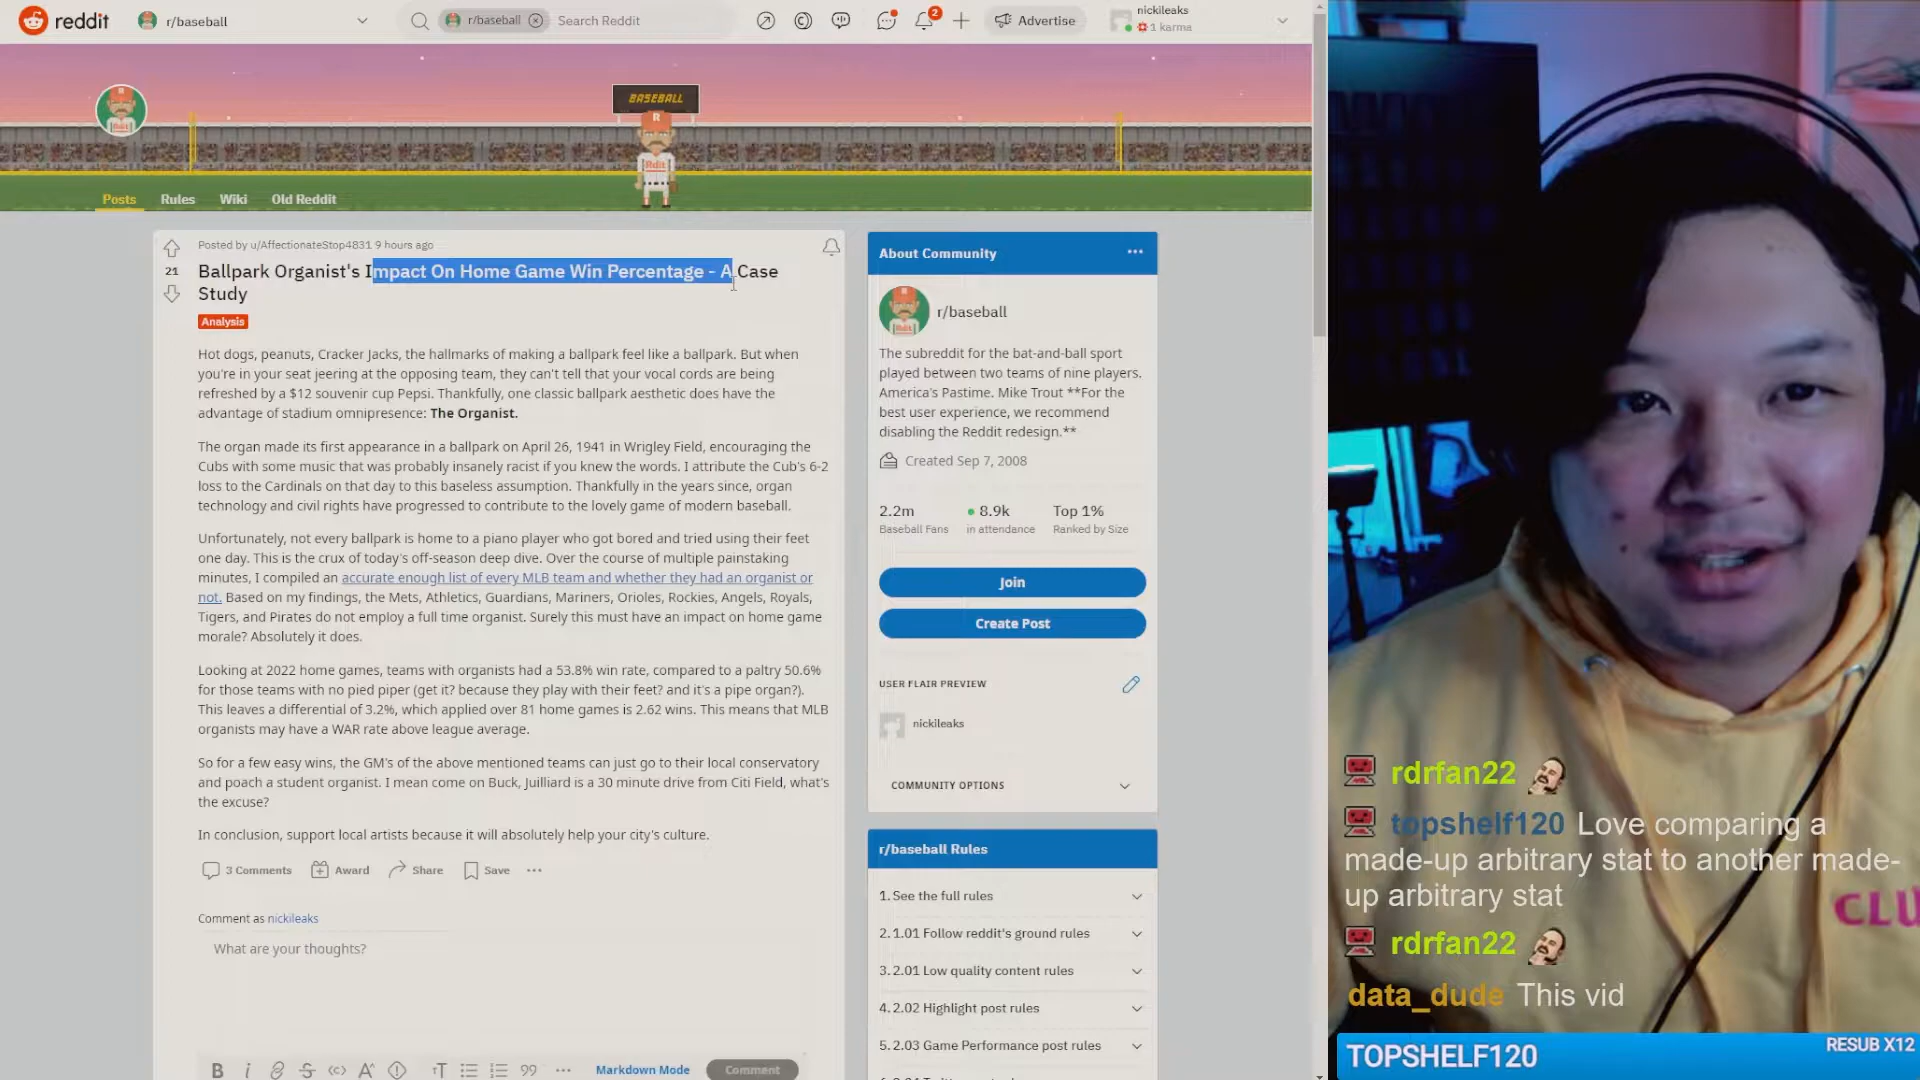 reddit
r/baseball
r/baseball
Search Reddit
2
Advertise
nickileaks
1 karma
BASEBALL
R
Rdit
Posts
Rules
Wiki
Old Reddit
Posted by u/AffectionateStop4831 9 hours ago
21
Ballpark Organist's Impact On Home Game Win Percentage - A Case
Study
Analysis
Hot dogs, peanuts, Cracker Jacks, the hallmarks of making a ballpark feel like a ballpark. But when
you're in your seat jeering at the opposing team, they can't tell that your vocal cords are being
refreshed by a $12 souvenir cup Pepsi. Thankfully, one classic ballpark aesthetic does have the
advantage of stadium omnipresence: The Organist.
The organ made its first appearance in a ballpark on April 26, 1941 in Wrigley Field, encouraging the
Cubs with some music that was probably insanely racist if you knew the words. I attribute the Cub's 6-2
loss to the Cardinals on that day to this baseless assumption. Thankfully in the years since, organ
technology and civil rights have progressed to contribute to the lovely game of modern baseball.
Unfortunately, not every ballpark is home to a piano player who got bored and tried using their feet
one day. This is the crux of today's off-season deep dive. Over the course of multiple painstaking
minutes, I compiled an accurate enough list of every MLB team and whether they had an organist or
not. Based on my findings, the Mets, Athletics, Guardians, Mariners, Orioles, Rockies, Angels, Royals,
Tigers, and Pirates do not employ a full time organist. Surely this must have an impact on home game
morale? Absolutely it does.
Looking at 2022 home games, teams with organists had a 53.8% win rate, compared to a paltry 50.6%
for those teams with no pied piper (get it? because they play with their feet? and it's a pipe organ?).
This leaves a differential of 3.2%, which applied over 81 home games is 2.62 wins. This means that MLB
organists may have a WAR rate above league average.
So for a few easy wins, the GM's of the above mentioned teams can just go to their local conservatory
and poach a student organist. I mean come on Buck, Juilliard is a 30 minute drive from Citi Field, what's
the excuse?
In conclusion, support local artists because it will absolutely help your city's culture.
3 Comments
Award
Share
Save
Comment as nickileaks
What are your thoughts?
Markdown Mode
Comment
About Community
r/baseball
The subreddit for the bat-and-ball sport
played between two teams of nine players.
America's Pastime. Mike Trout **For the
best user experience, we recommend
disabling the Reddit redesign.**
Created Sep 7, 2008
2.2m
8.9k
Top 1%
Baseball Fans
in attendance
Ranked by Size
Join
Create Post
USER FLAIR PREVIEW
nickileaks
COMMUNITY OPTIONS
r/baseball Rules
1. See the full rules
2. 1.01 Follow reddit's ground rules
3. 2.01 Low quality content rules
4. 2.02 Highlight post rules
5. 2.03 Game Performance post rules
rdrfan22
topshelf120 Love comparing a
made-up arbitrary stat to another made-
up arbitrary stat
rdrfan22
data_dude This vid
CLU
TOPSHELF120
RESUB X12